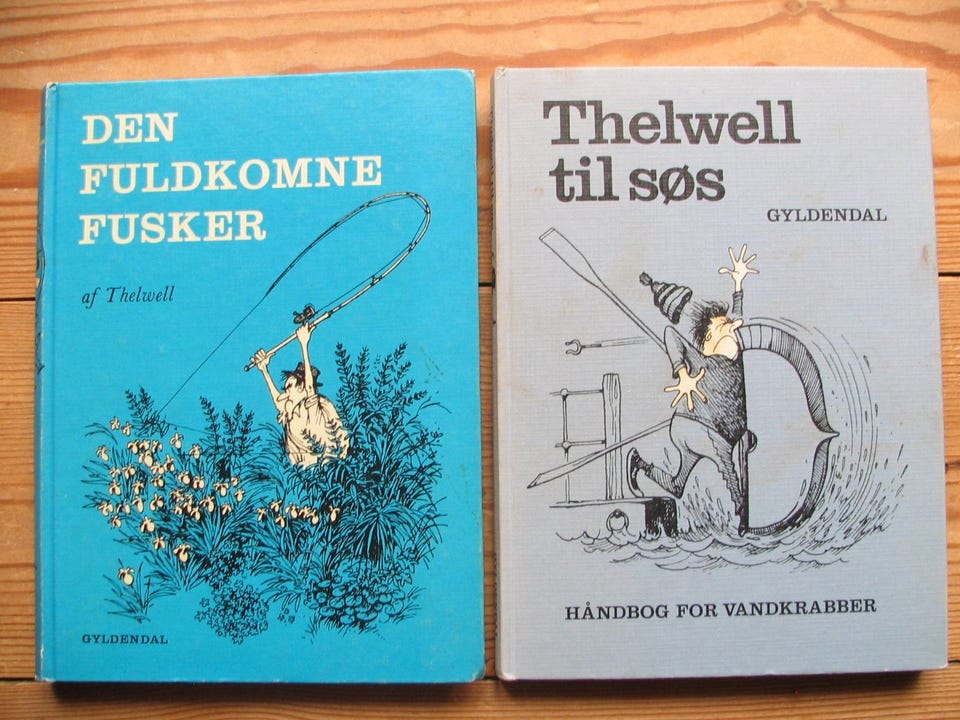 DEN
FULDKOMNE
FUSKER
af Thelwell
GYLDENDAL
Thelwell
til søs
GYLDENDAL
HÅNDBOG FOR VANDKRABBER